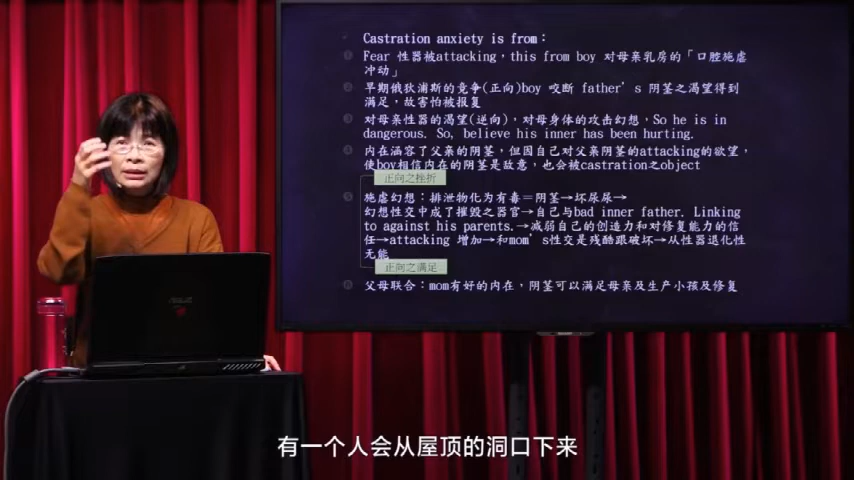 Castration anxiety is from：
① Fear 性器被attacking，this from boy 对母亲乳房的「口腔施虐
冲动」
② 早期俄狄浦斯的竞争(正向)boy 咬断 father's 阴茎之渴望得到
满足，故害怕被报复
③ 对母亲性器的渴望(逆向)，对母身体的攻击幻想，So he is in
dangerous. So, believe his inner has been hurting.
④ 内在涵容了父亲的阴茎，但因自己对父亲阴茎的attacking的欲望，
使boy相信内在的阴茎是敌意，也会被castration之object
正向之挫折
⑤ 施虐幻想：排泄物化为有毒＝阴茎→坏尿尿→
幻想性交中成了摧毁之器官→自己与bad inner father. Linking
to against his parents.→减弱自己的创造力和对修复能力的信
任→attacking 增加→和mom's性交是残酷跟破坏→从性器退化性
无能
正向之满足
⑥ 父母联合：mom有好的内在，阴茎可以满足母亲及生产小孩及修复
ASUS
有一个人会从屋顶的洞口下来